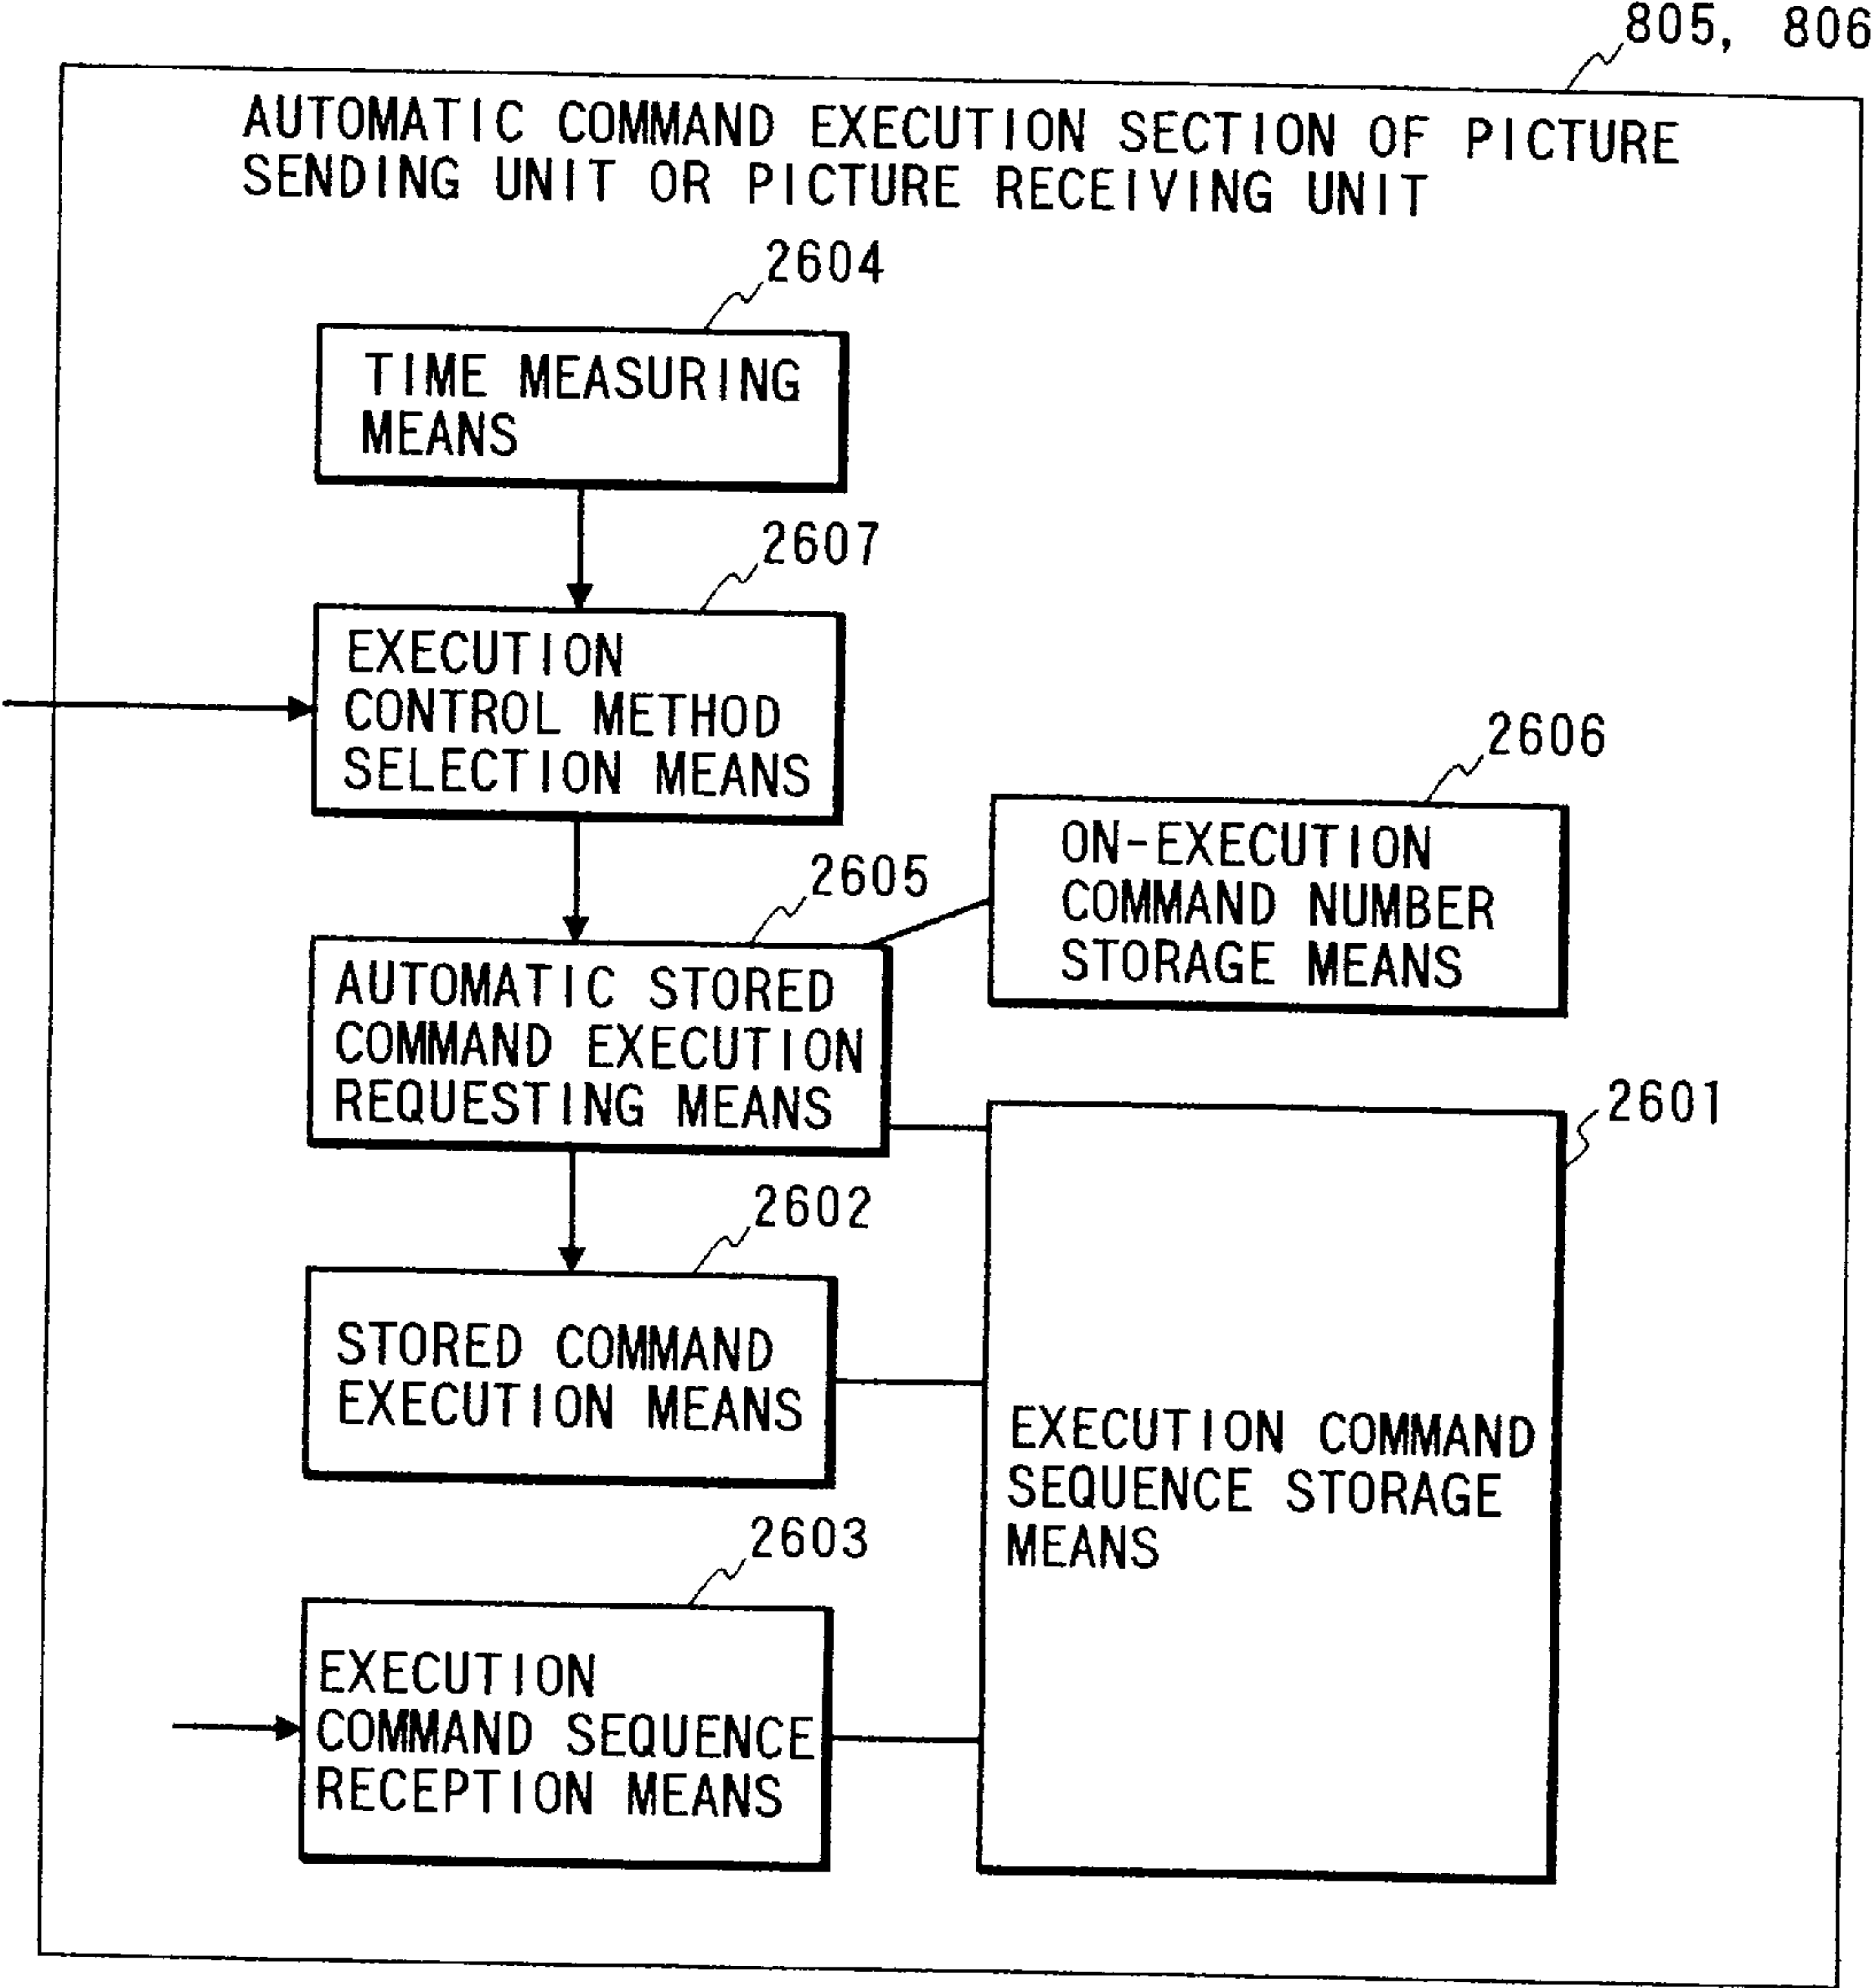 805, 806
AUTOMATIC COMMAND EXECUTION SECTION OF PICTURE
SENDING UNIT OR PICTURE RECEIVING UNIT
2604
TIME MEASURING
MEANS
2607
EXECUTION
CONTROL METHOD
SELECTION MEANS
2606
ON-EXECUTION
COMMAND NUMBER
STORAGE MEANS
2605
AUTOMATIC STORED
COMMAND EXECUTION
REQUESTING MEANS
2601
EXECUTION COMMAND
SEQUENCE STORAGE
MEANS
2602
STORED COMMAND
EXECUTION MEANS
2603
EXECUTION
COMMAND SEQUENCE
RECEPTION MEANS